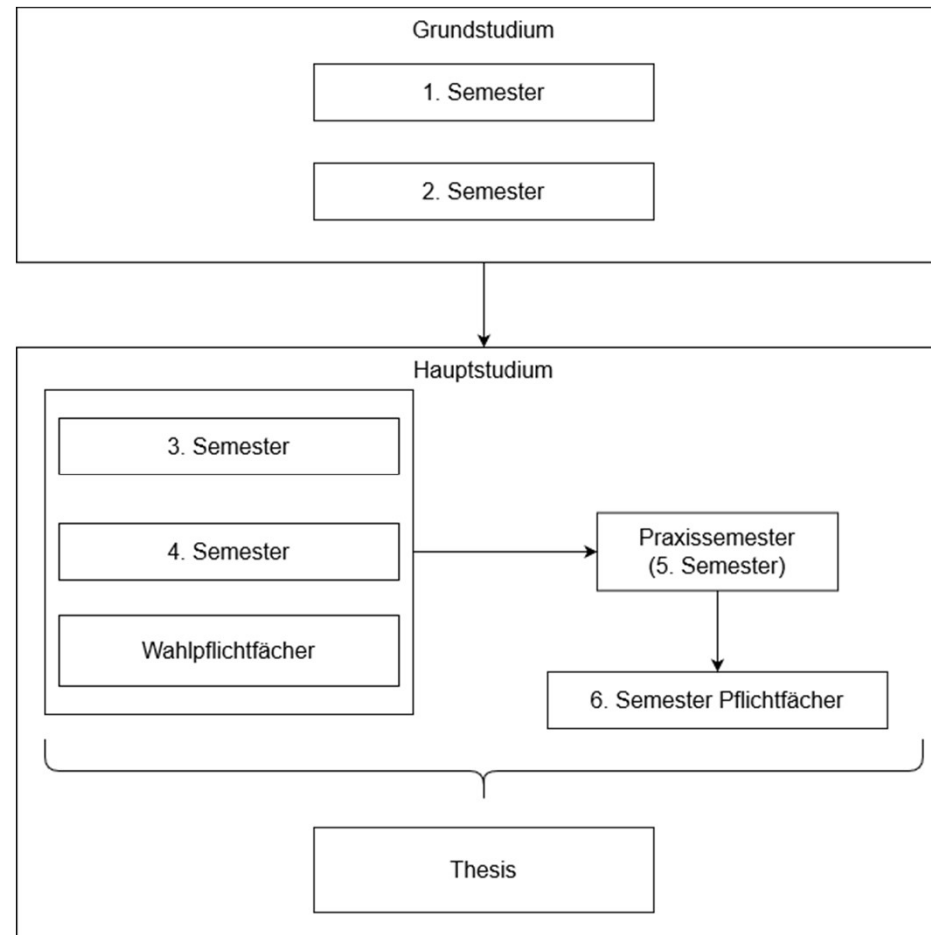 Grundstudium
1. Semester
2. Semester
Hauptstudium
3. Semester
4. Semester
Wahlpflichtfächer
Praxissemester
(5. Semester)
6. Semester Pflichtfächer
Thesis